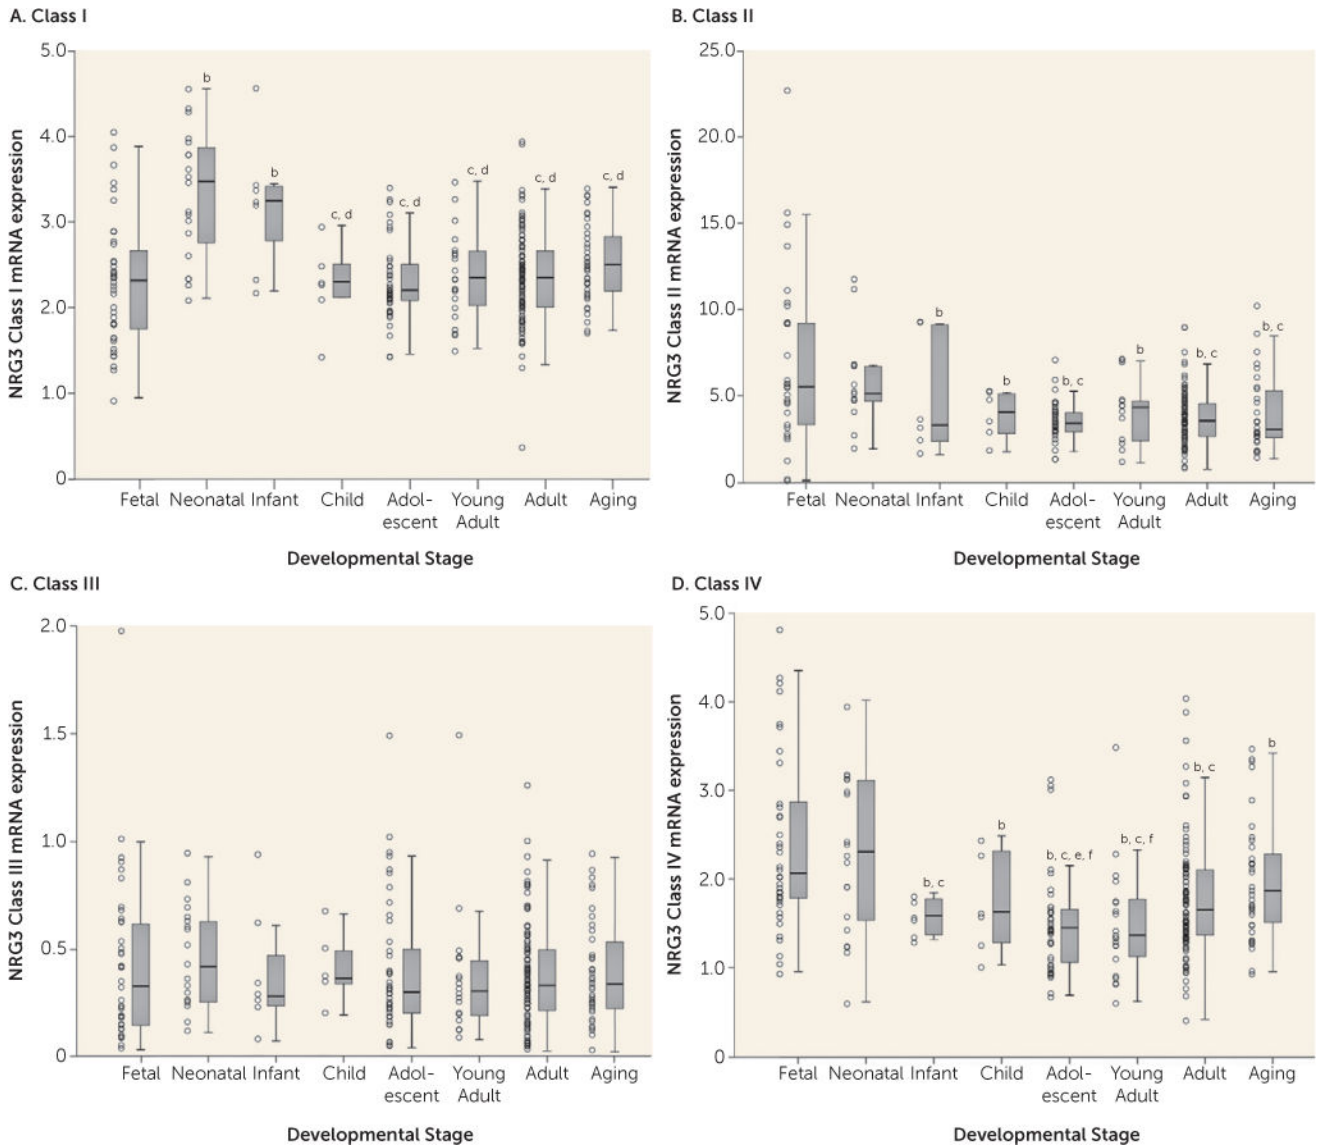 A. Class I
NRG3 Class I mRNA expression
5.0
4.0
3.0
2.0
1.0
0
b
b
c, d
c, d
c, d
c, d
c, d
Fetal Neonatal Infant Child Adol-escent Young Adult Adult Aging
Developmental Stage
B. Class II
NRG3 Class II mRNA expression
25.0
20.0
15.0
10.0
5.0
0
b
b
b, c
b
b, c
b, c
Fetal Neonatal Infant Child Adol-escent Young Adult Adult Aging
Developmental Stage
C. Class III
NRG3 Class III mRNA expression
2.0
1.5
1.0
0.5
0
Fetal Neonatal Infant Child Adol-escent Young Adult Adult Aging
Developmental Stage
D. Class IV
NRG3 Class IV mRNA expression
5.0
4.0
3.0
2.0
1.0
0
b, c
b
b, c, e, f
b, c, f
b, c
b
Fetal Neonatal Infant Child Adol-escent Young Adult Adult Aging
Developmental Stage